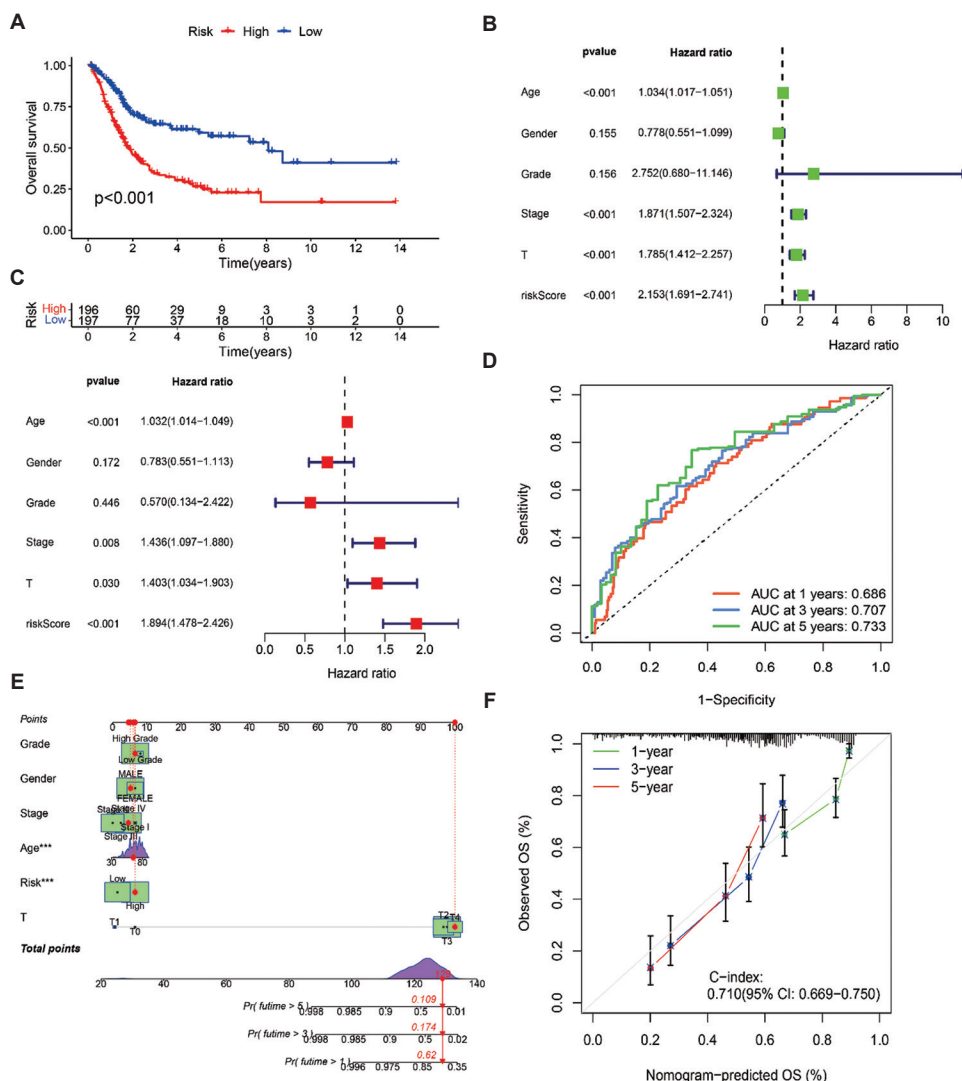 A
Risk High Low
Overall survival
1.00
0.75
0.50
0.25
0.00
p<0.001
0 2 4 6 8 10 12 14
Time(years)
B
pvalue Hazard ratio
Age <0.001 1.034(1.017−1.051)
Gender 0.155 0.778(0.551−1.099)
Grade 0.156 2.752(0.680−11.146)
Stage <0.001 1.871(1.507−2.324)
T <0.001 1.785(1.412−2.257)
riskScore <0.001 2.153(1.691−2.741)
0 2 4 6 8 10
Hazard ratio
C
Risk
High 196 60 29 9 3 3 1 0
Low 197 77 37 18 10 3 2 0
0 2 4 6 8 10 12 14
Time(years)
pvalue Hazard ratio
Age <0.001 1.032(1.014−1.049)
Gender 0.172 0.783(0.551−1.113)
Grade 0.446 0.570(0.134−2.422)
Stage 0.008 1.436(1.097−1.880)
T 0.030 1.403(1.034−1.903)
riskScore <0.001 1.894(1.478−2.426)
0.0 0.5 1.0 1.5 2.0
Hazard ratio
D
Sensitivity
1.0
0.8
0.6
0.4
0.2
0.0
AUC at 1 years: 0.686
AUC at 3 years: 0.707
AUC at 5 years: 0.733
0.0 0.2 0.4 0.6 0.8 1.0
1−Specificity
E
Points
0 10 20 30 40 50 60 70 80 90 100
Grade
High Grade
Low Grade
Gender
MALE
FEMALE
Stage
Stage IV
Stage I
Stage III
Age***
30 80
Risk***
Low
High
T
T1 T0 T2 T4
T3
Total points
20 40 60 80 100 120 140
0.109
Pr( futime > 5 )
0.998 0.985 0.9 0.5 0.01
0.174
Pr( futime > 3 )
0.998 0.985 0.9 0.5 0.02
0.62
Pr( futime > 1 )
0.996 0.975 0.85 0.35
F
Observed OS (%)
1.0
0.8
0.6
0.4
0.2
0.0
1−year
3−year
5−year
C−index:
0.710(95% CI: 0.669−0.750)
0.0 0.2 0.4 0.6 0.8 1.0
Nomogram−predicted OS (%)